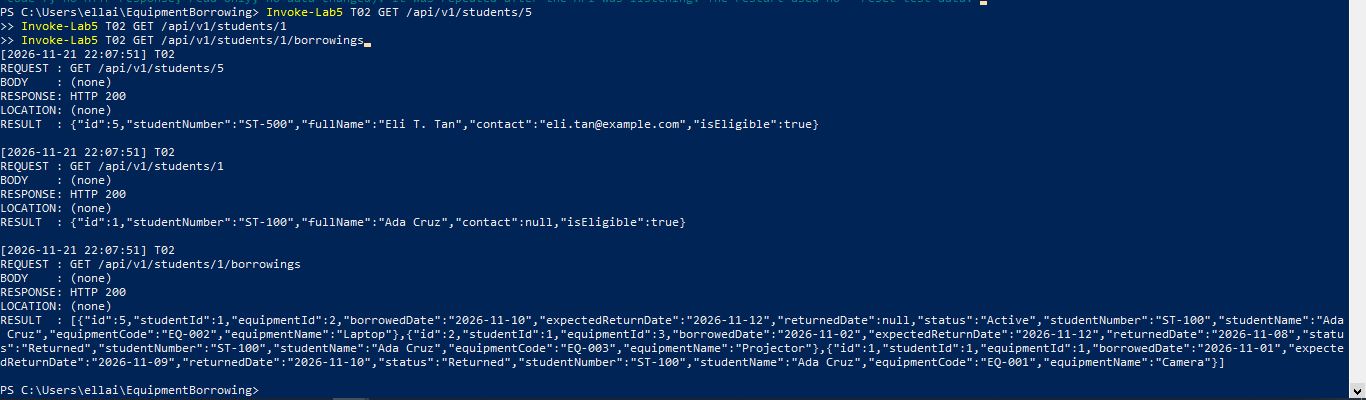 PS C:\Users\ellai\EquipmentBorrowing> Invoke-Lab5 T02 GET /api/v1/students/5
>> Invoke-Lab5 T02 GET /api/v1/students/1
>> Invoke-Lab5 T02 GET /api/v1/students/1/borrowings
[2026-11-21 22:07:51] T02
REQUEST : GET /api/v1/students/5
BODY    : (none)
RESPONSE: HTTP 200
LOCATION: (none)
RESULT  : {"id":5,"studentNumber":"ST-500","fullName":"Eli T. Tan","contact":"eli.tan@example.com","isEligible":true}
[2026-11-21 22:07:51] T02
REQUEST : GET /api/v1/students/1
BODY    : (none)
RESPONSE: HTTP 200
LOCATION: (none)
RESULT  : {"id":1,"studentNumber":"ST-100","fullName":"Ada Cruz","contact":null,"isEligible":true}
[2026-11-21 22:07:51] T02
REQUEST : GET /api/v1/students/1/borrowings
BODY    : (none)
RESPONSE: HTTP 200
LOCATION: (none)
RESULT  : [{"id":5,"studentId":1,"equipmentId":2,"borrowedDate":"2026-11-10","expectedReturnDate":"2026-11-12","returnedDate":null,"status":"Active","studentNumber":"ST-100","studentName":"Ada
 Cruz","equipmentCode":"EQ-002","equipmentName":"Laptop"},{"id":2,"studentId":1,"equipmentId":3,"borrowedDate":"2026-11-02","expectedReturnDate":"2026-11-12","returnedDate":"2026-11-08","statu
s":"Returned","studentNumber":"ST-100","studentName":"Ada Cruz","equipmentCode":"EQ-003","equipmentName":"Projector"},{"id":1,"studentId":1,"equipmentId":1,"borrowedDate":"2026-11-01","expecte
dReturnDate":"2026-11-09","returnedDate":"2026-11-10","status":"Returned","studentNumber":"ST-100","studentName":"Ada Cruz","equipmentCode":"EQ-001","equipmentName":"Camera"}]
PS C:\Users\ellai\EquipmentBorrowing>